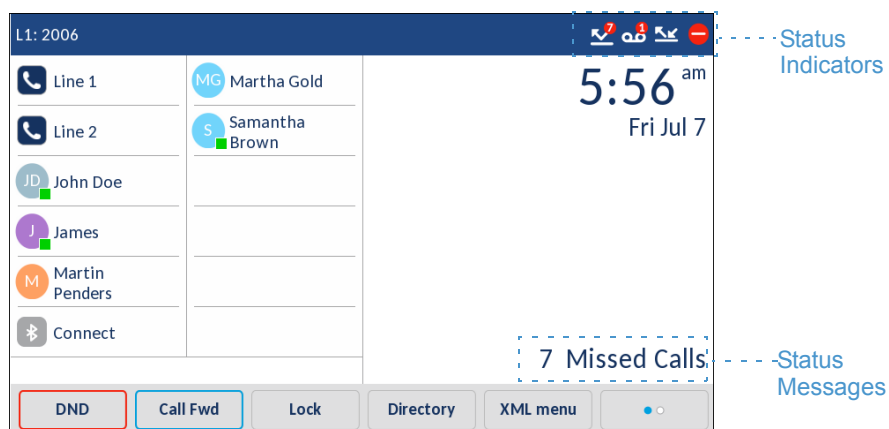 L1: 2006
7
1
Status
Indicators
Line 1
MG Martha Gold
5:56 am
Line 2
S Samantha
Brown
Fri Jul 7
JD John Doe
J James
M Martin
Penders
Connect
7 Missed Calls
Status
Messages
DND
Call Fwd
Lock
Directory
XML menu